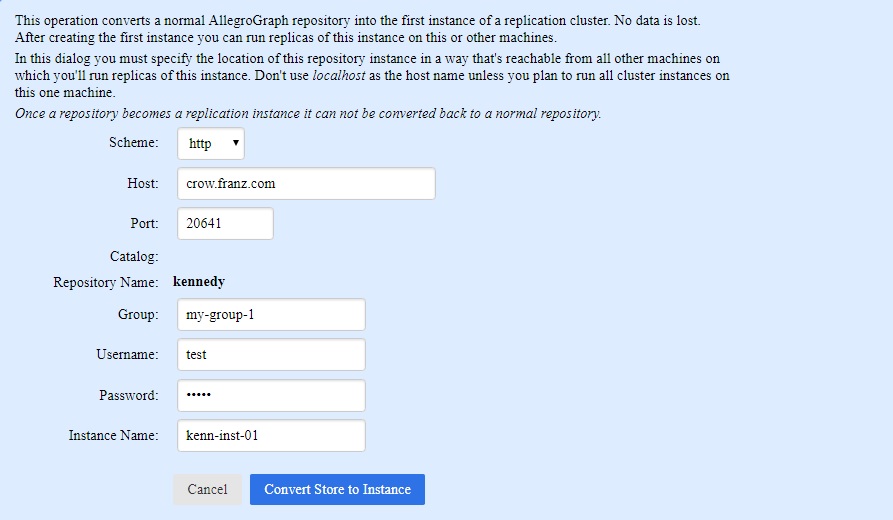 This operation converts a normal AllegroGraph repository into the first instance of a replication cluster. No data is lost.
After creating the first instance you can run replicas of this instance on this or other machines.
In this dialog you must specify the location of this repository instance in a way that's reachable from all other machines on
which you'll run replicas of this instance. Don't use localhost as the host name unless you plan to run all cluster instances on
this one machine.
Once a repository becomes a replication instance it can not be converted back to a normal repository.
Scheme: http
Host: crow.franz.com
Port: 20641
Catalog:
Repository Name: kennedy
Group: my-group-1
Username: test
Password: •••••
Instance Name: kenn-inst-01
Cancel Convert Store to Instance